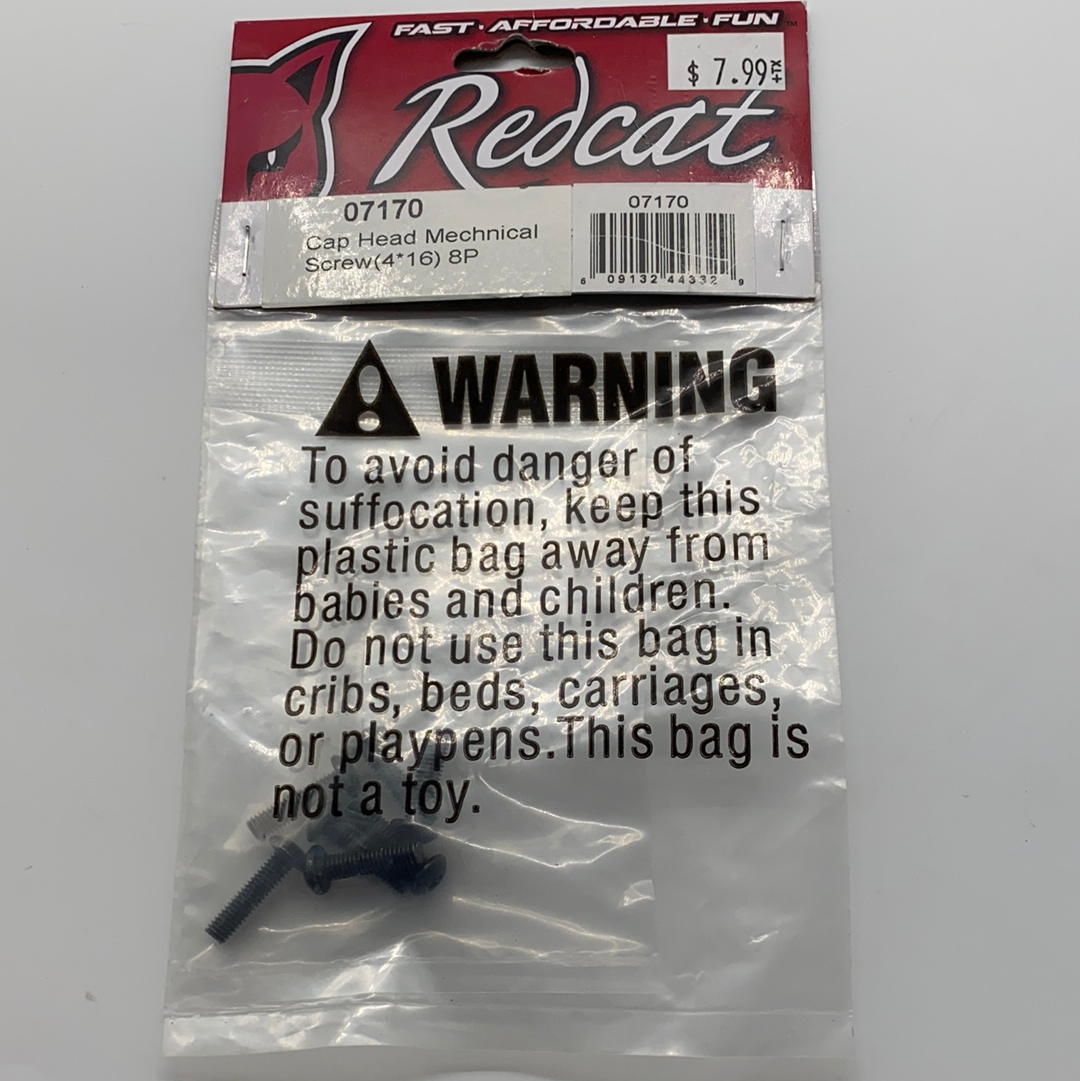 FAST · AFFORDABLE · FUN ™
$ 7.99 +TX
Redcat
07170
Cap Head Mechnical
Screw(4*16) 8P
07170
6 09132 44332 9
WARNING
To avoid danger of
suffocation, keep this
plastic bag away from
babies and children.
Do not use this bag in
cribs, beds, carriages,
or playpens.This bag is
not a toy.